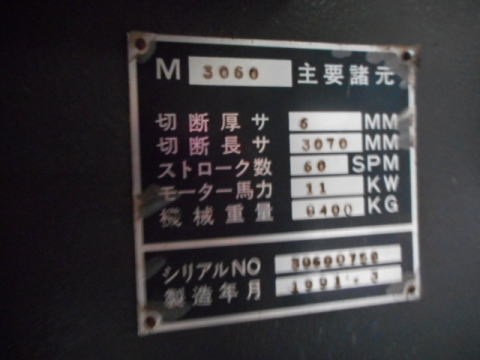 M 3060 主要諸元
切断厚サ 6 MM
切断長サ 3070 MM
ストローク数 60 SPM
モーター馬力 11 KW
機械重量 8400 KG
シリアルNO
製造年月 1991.3